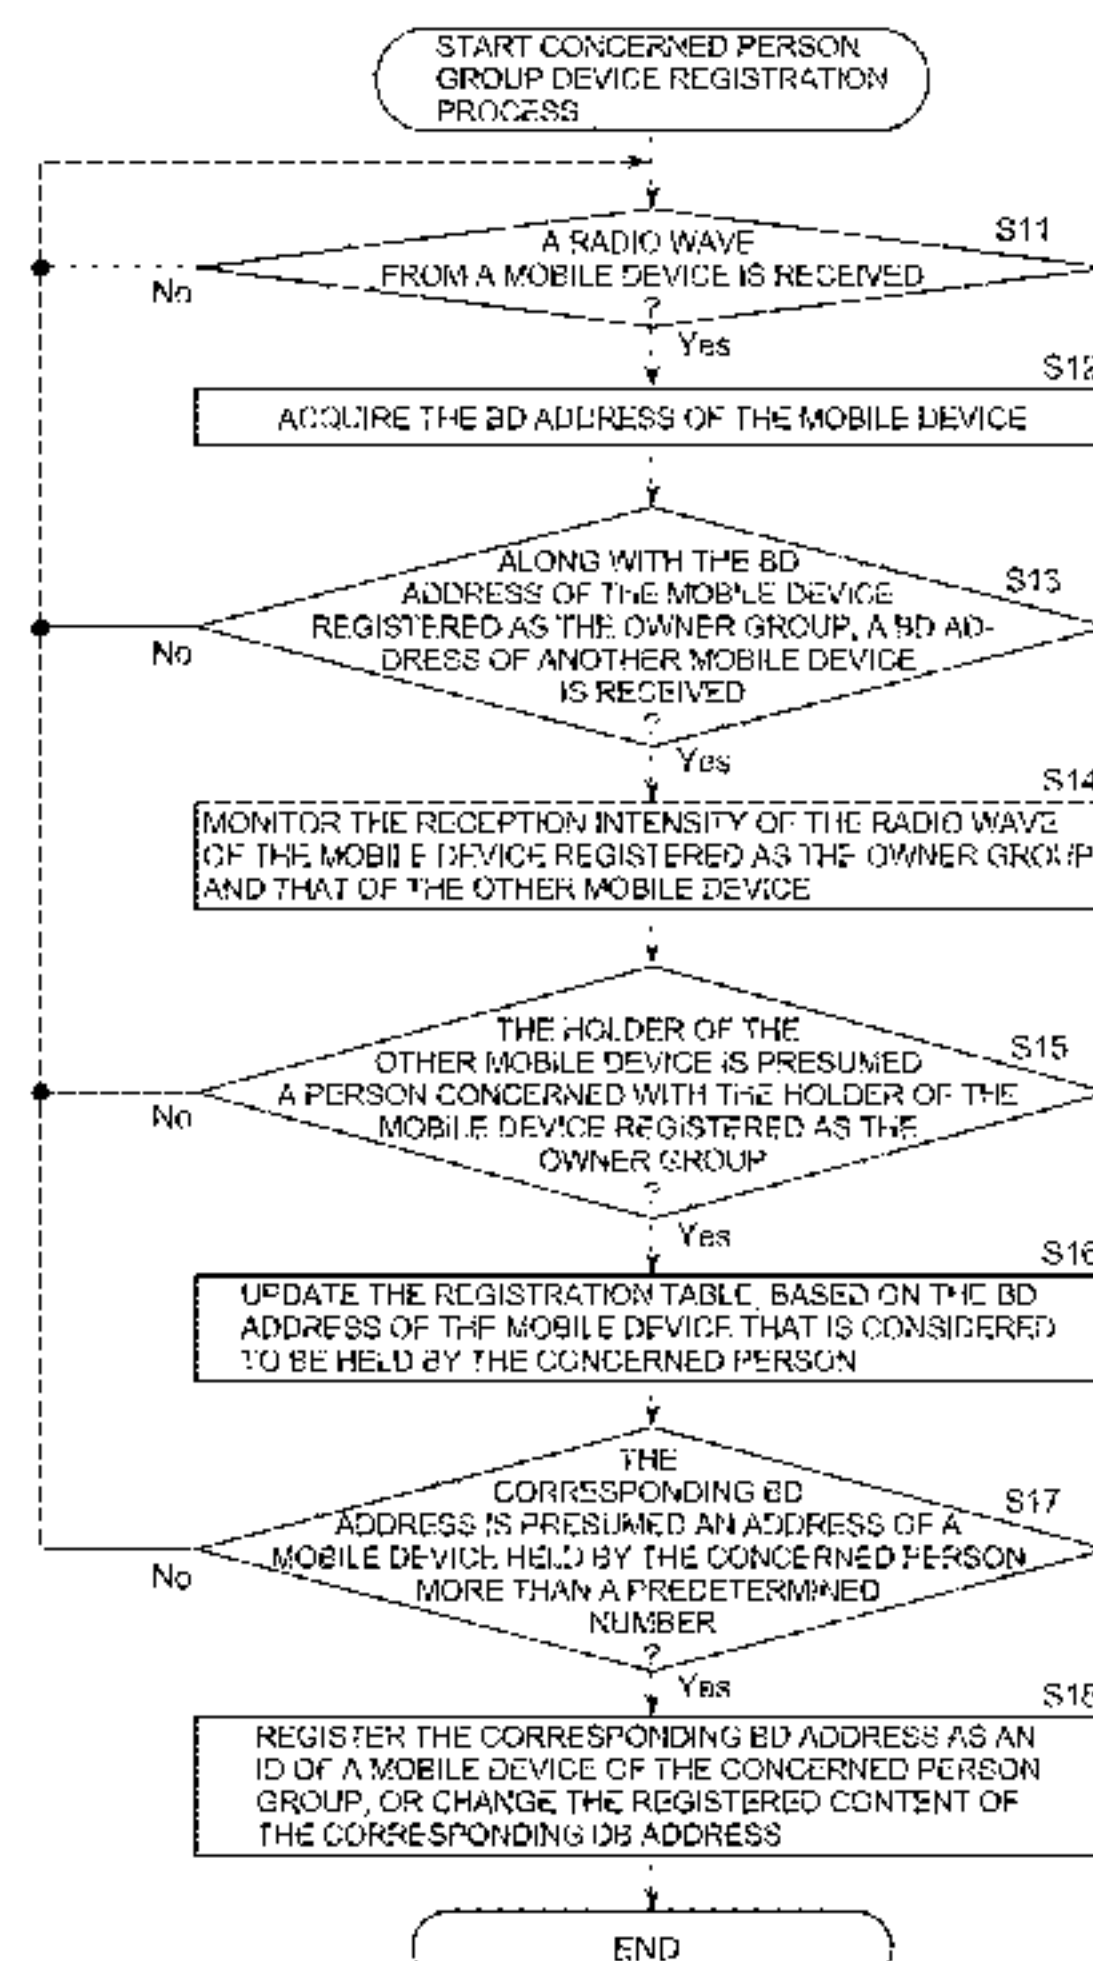 START CONCERNED PERSON
GROUP DEVICE REGISTRATION
PROCESS
S11
A RADIO WAVE
FROM A MOBILE DEVICE IS RECEIVED
?
No
Yes
S12
ACQUIRE THE BD ADDRESS OF THE MOBILE DEVICE
S13
ALONG WITH THE BD
ADDRESS OF THE MOBILE DEVICE
REGISTERED AS THE OWNER GROUP, A BD AD-
DRESS OF ANOTHER MOBILE DEVICE
IS RECEIVED
?
No
Yes
S14
MONITOR THE RECEPTION INTENSITY OF THE RADIO WAVE
OF THE MOBILE DEVICE REGISTERED AS THE OWNER GROUP
AND THAT OF THE OTHER MOBILE DEVICE
S15
THE HOLDER OF THE
OTHER MOBILE DEVICE IS PRESUMED
A PERSON CONCERNED WITH THE HOLDER OF THE
MOBILE DEVICE REGISTERED AS THE
OWNER GROUP
?
No
Yes
S16
UPDATE THE REGISTRATION TABLE, BASED ON THE BD
ADDRESS OF THE MOBILE DEVICE THAT IS CONSIDERED
TO BE HELD BY THE CONCERNED PERSON
S17
THE
CORRESPONDING BD
ADDRESS IS PRESUMED AN ADDRESS OF A
MOBILE DEVICE HELD BY THE CONCERNED PERSON
MORE THAN A PREDETERMINED
NUMBER
?
No
Yes
S18
REGISTER THE CORRESPONDING BD ADDRESS AS AN
ID OF A MOBILE DEVICE OF THE CONCERNED PERSON
GROUP, OR CHANGE THE REGISTERED CONTENT OF
THE CORRESPONDING DB ADDRESS
END